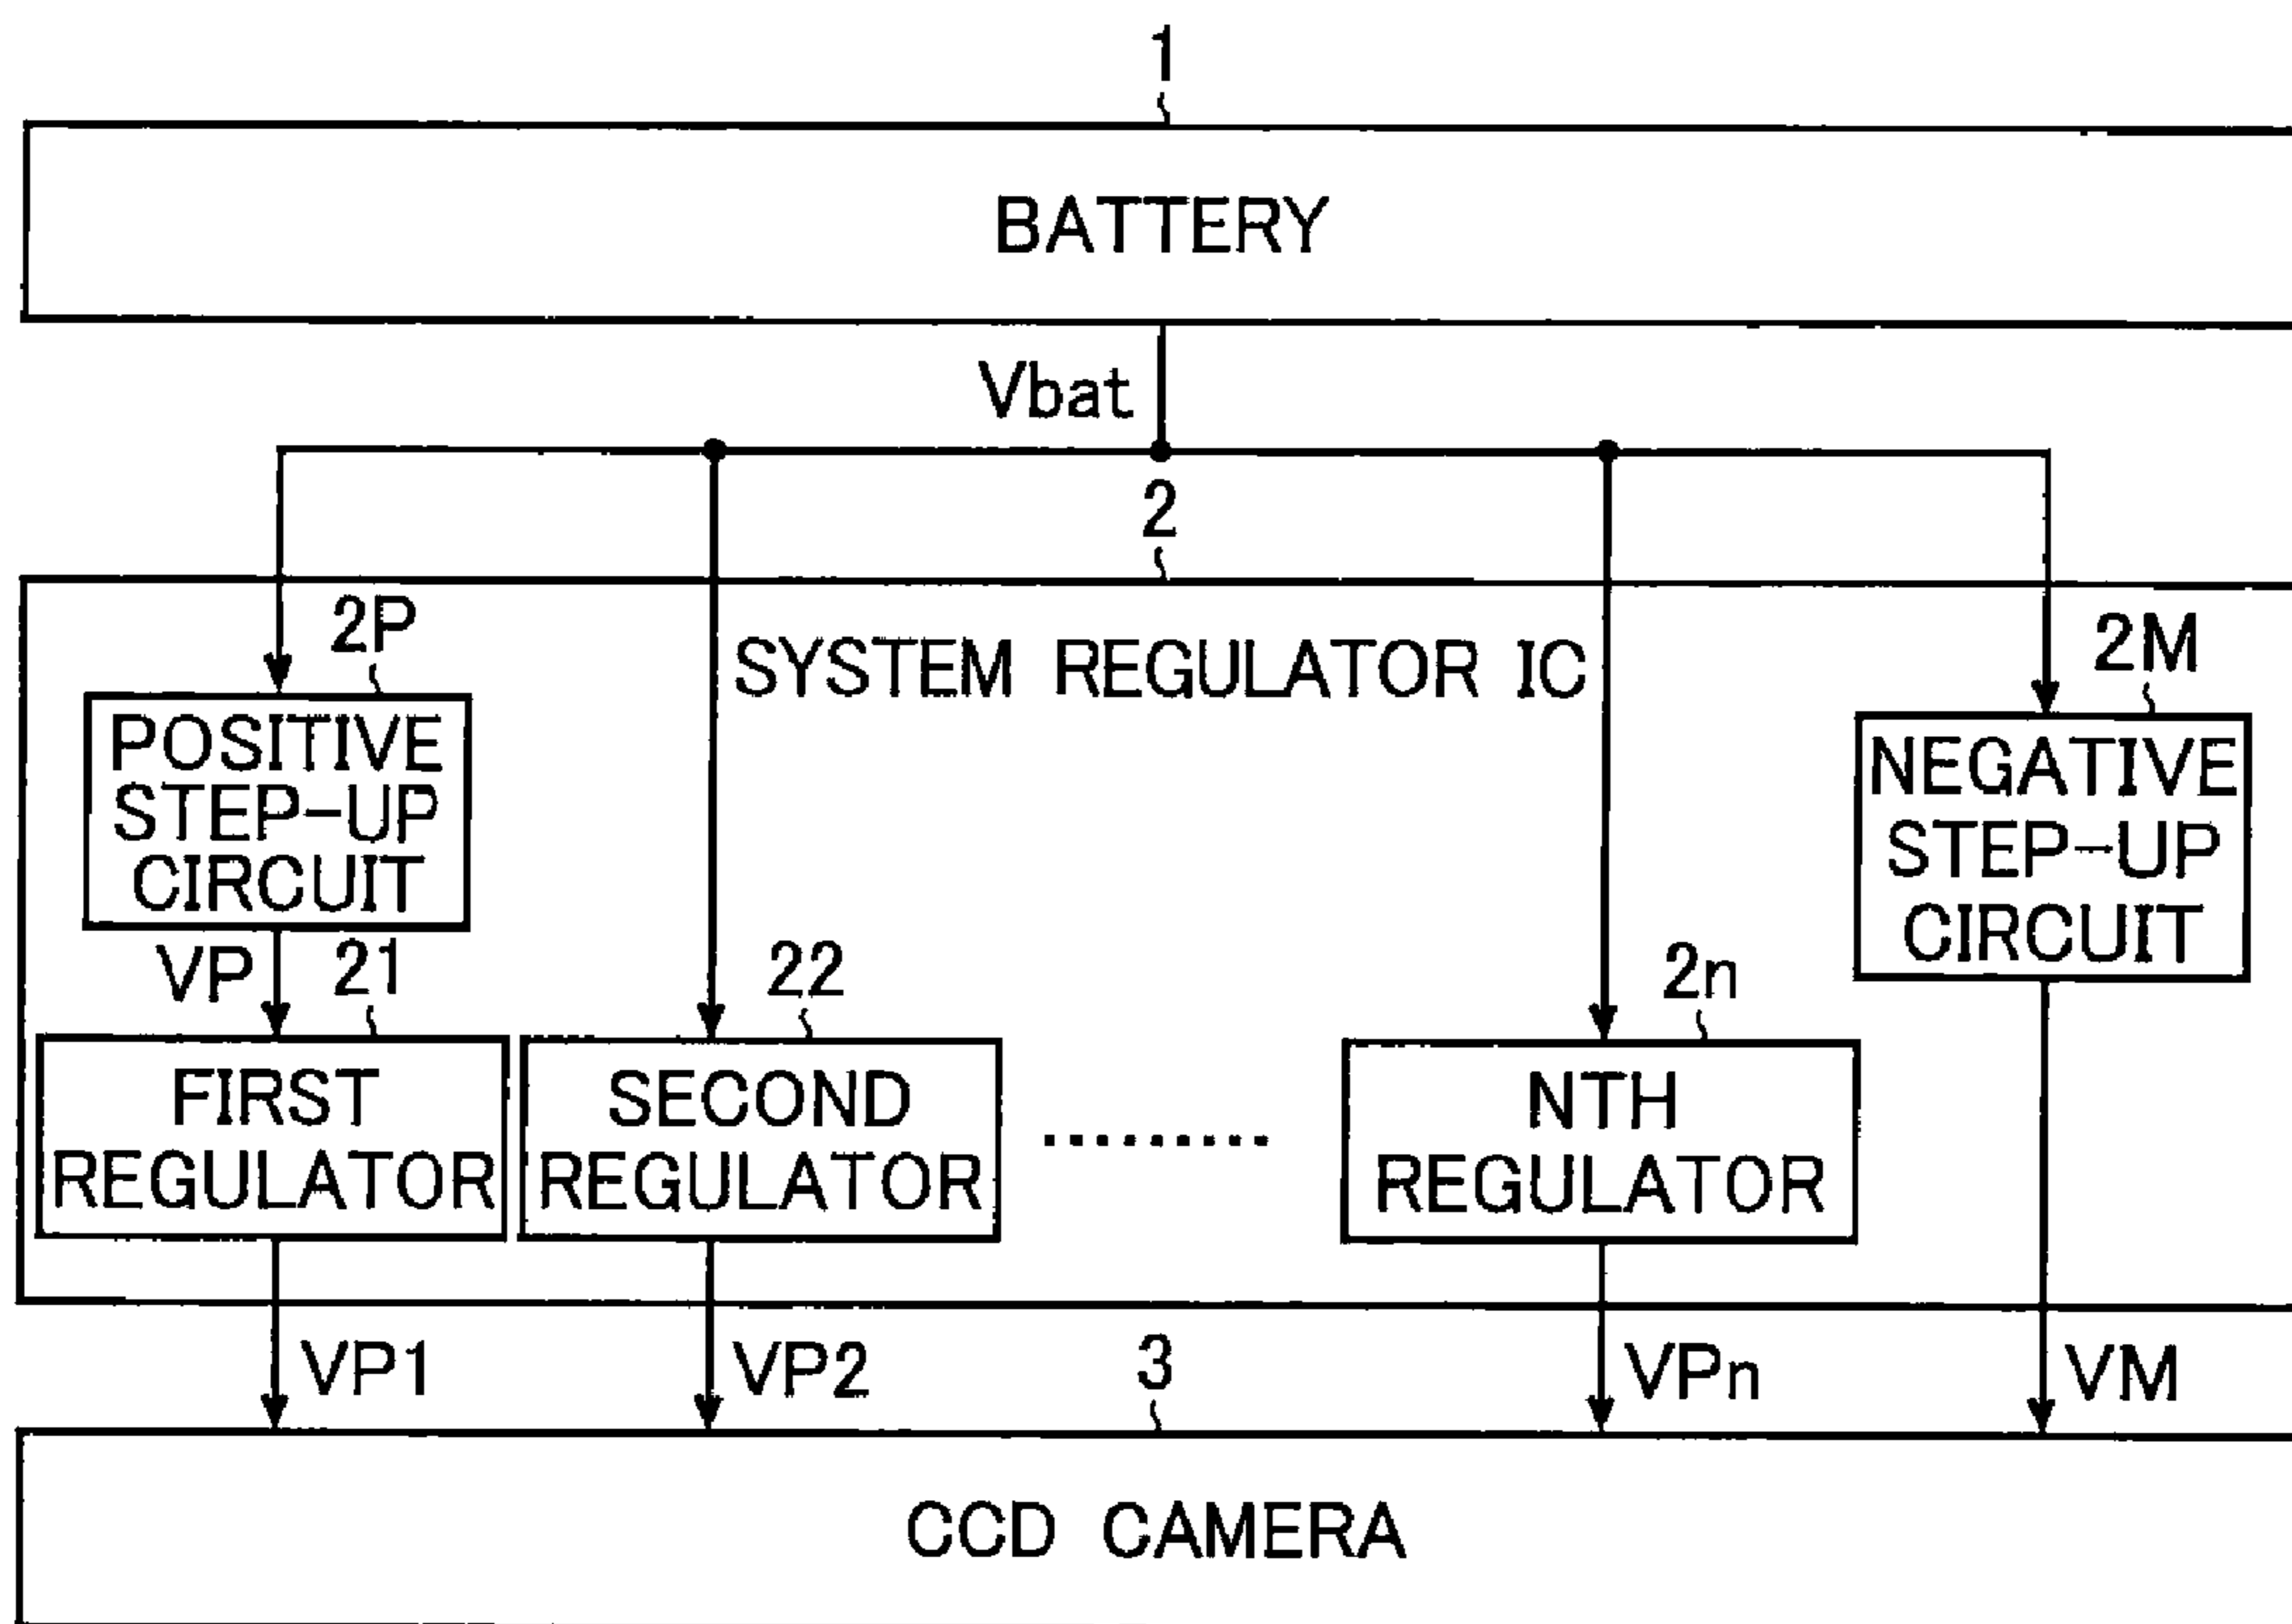 1
BATTERY
Vbat
2
2P
SYSTEM REGULATOR IC
2M
POSITIVE
STEP-UP
CIRCUIT
NEGATIVE
STEP-UP
CIRCUIT
VP
21
22
2n
FIRST
REGULATOR
SECOND
REGULATOR
.........
NTH
REGULATOR
VP1
VP2
3
VPn
VM
CCD CAMERA